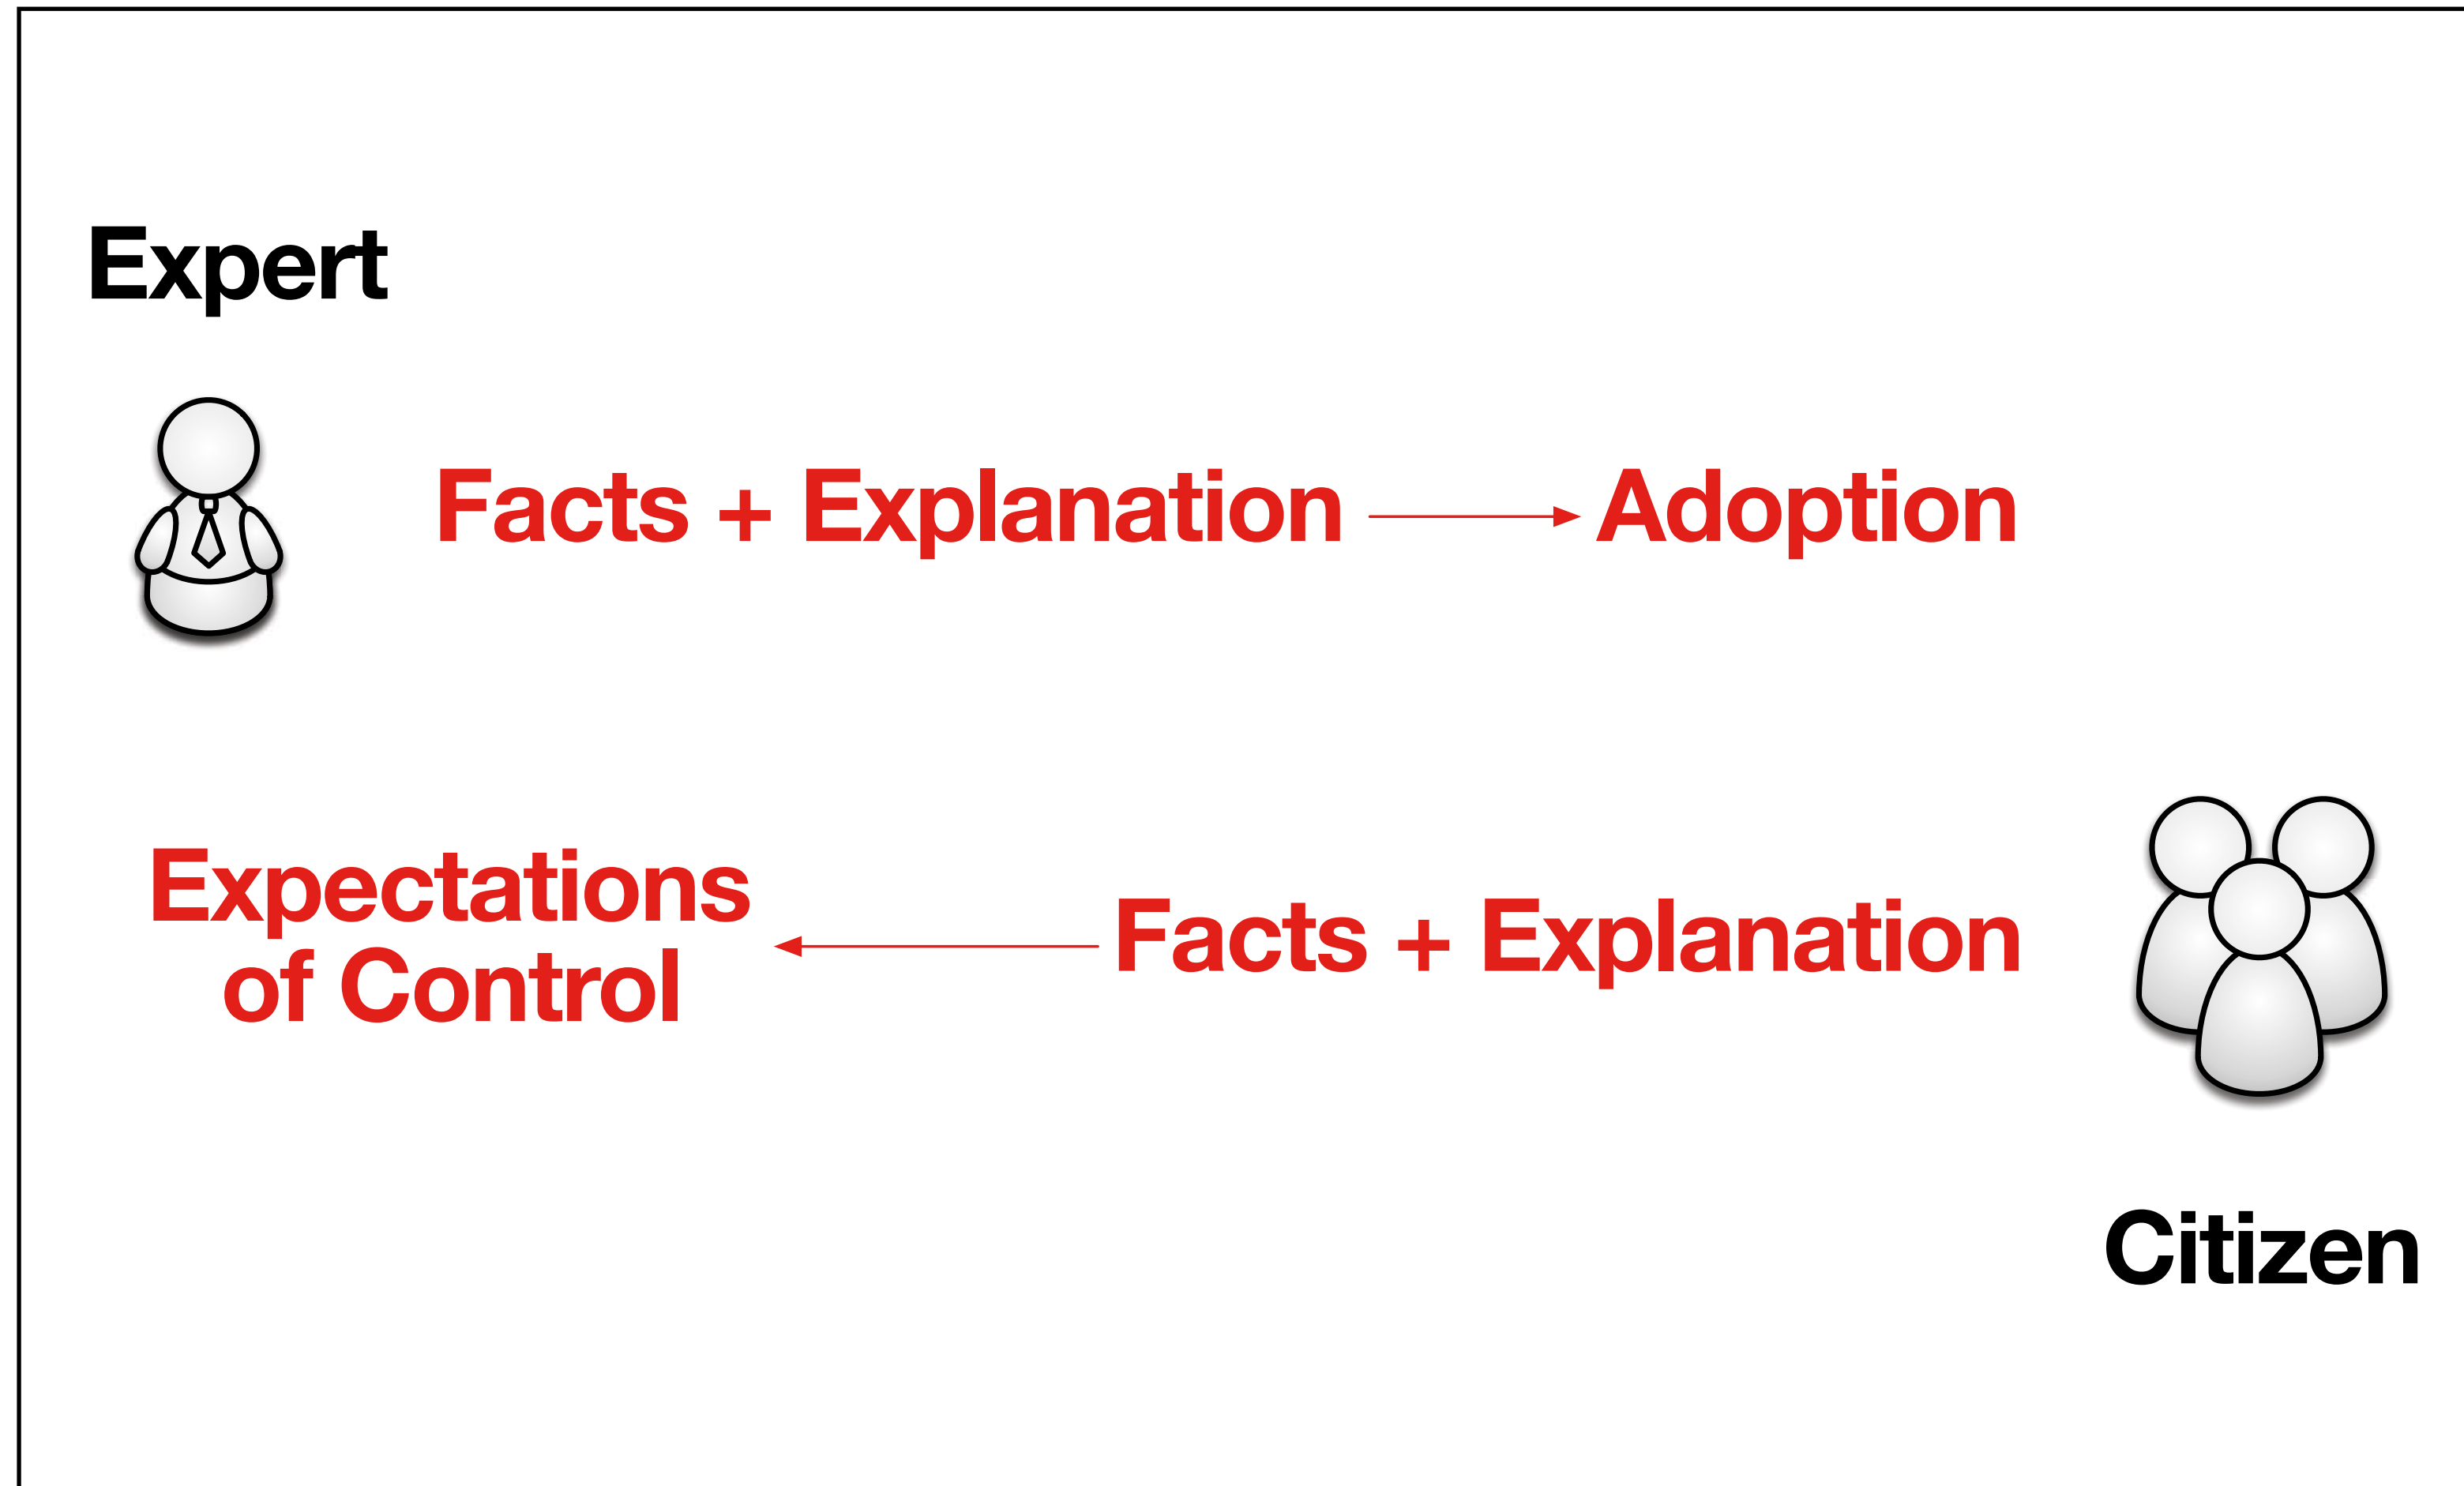 Expert
Facts + Explanation
Adoption
Expectations
of Control
Facts + Explanation
Citizen